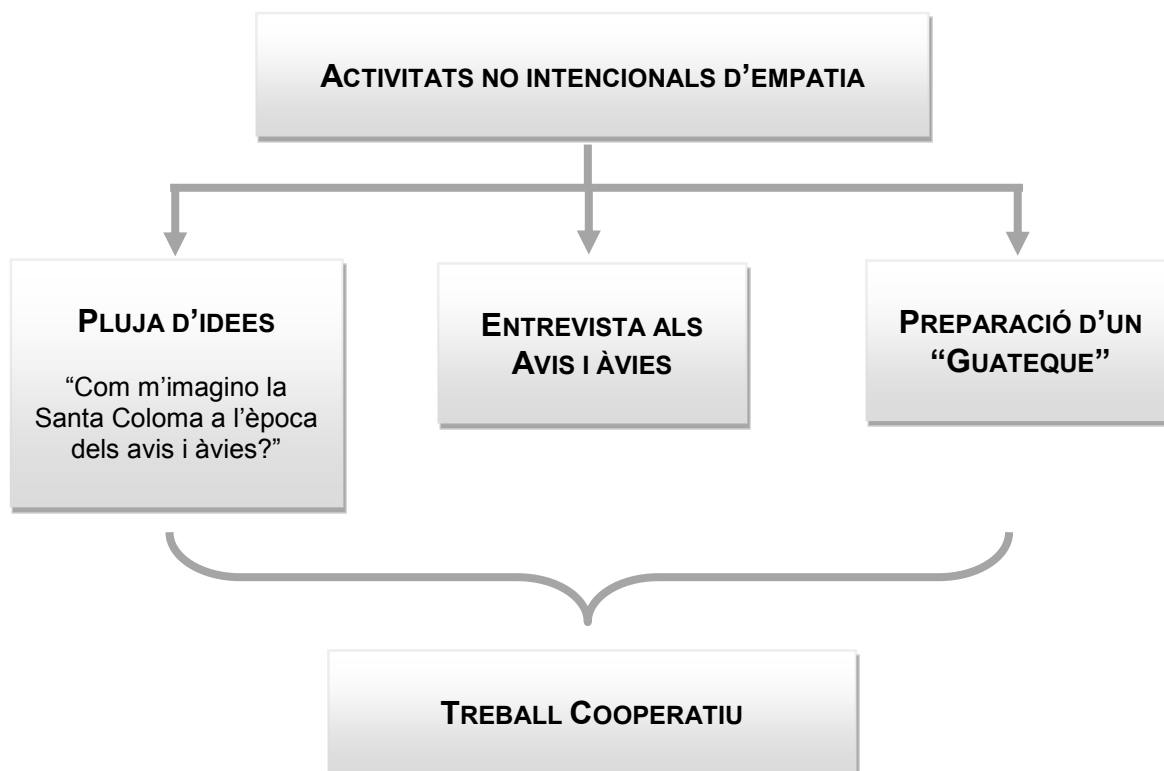 ACTIVITATS NO INTENCIONALS D’EMPATIA
PLUJA D’IDEES
“Com m’imagino la
Santa Coloma a l’època
dels avis i àvies?”
ENTREVISTA ALS
AVIS I ÀVIES
PREPARACIÓ D’UN
“GUATEQUE”
TREBALL COOPERATIU